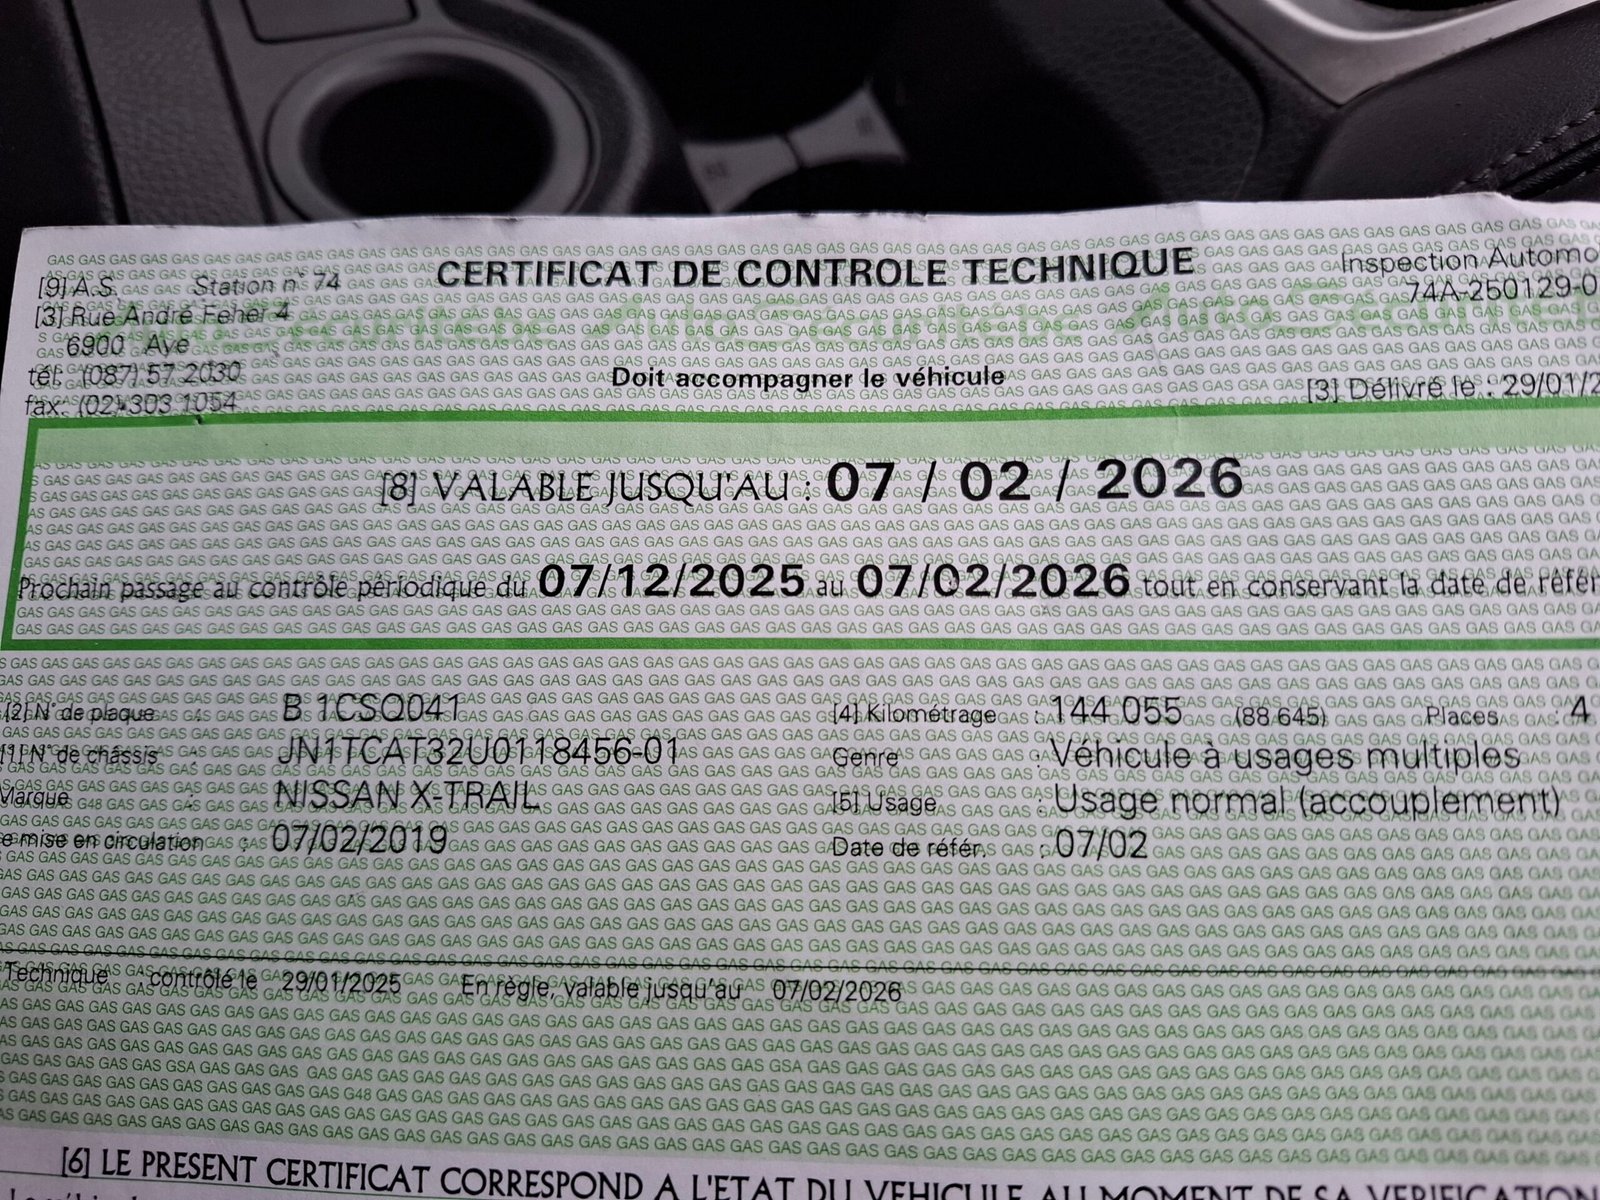 CERTIFICAT DE CONTROLE TECHNIQUE
[9] A.S. Station n° 74
[3] Rue André Feher 4
6900 Aye
tél: (087) 57 2030
fax: (02) 303 1054
Inspection Automo
74A-250129-0
Doit accompagner le véhicule
[3] Délivré le : 29/01/2
[8] VALABLE JUSQU'AU : 07 / 02 / 2026
Prochain passage au contrôle périodique du 07/12/2025 au 07/02/2026 tout en conservant la date de référ
[2] N° de plaque : B 1CSQ041
[4] Kilométrage : 144 055 (88 645) Places : 4
[1] N° de châssis : JN1TCAT32U0118456-01
Genre : Véhicule à usages multiples
Marque : NISSAN X-TRAIL
[5] Usage : Usage normal (accouplement)
e mise en circulation : 07/02/2019
Date de référ. : 07/02
Technique contrôlé le 29/01/2025 En règle, valable jusqu'au 07/02/2026
[6] LE PRESENT CERTIFICAT CORRESPOND A L'ETAT DU VEHICULE AU MOMENT DE SA VERIFICATION